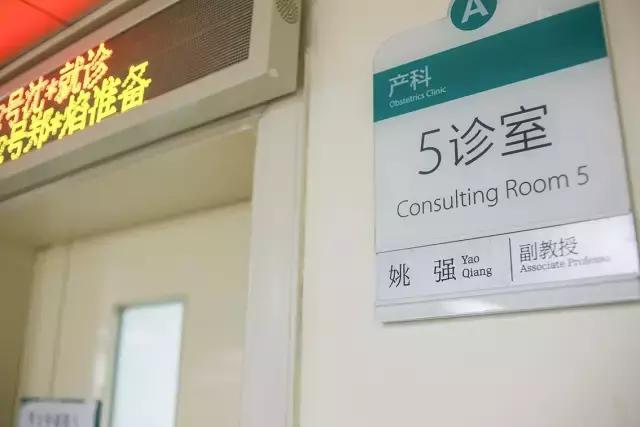 号沈*就诊
号郑*焰准备
A
产科
Obstetrics Clinic
5诊室
Consulting Room 5
姚 强 Yao Qiang
副教授
Associate Professo